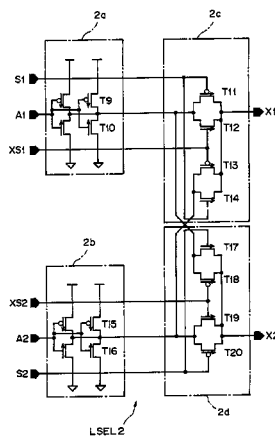 2a
2c
S1
T11
T9
A1
X1
T10
T12
XS1
T13
T14
2b
T17
T18
XS2
T19
T15
A2
X2
T16
T20
S2
LSEL2
2d